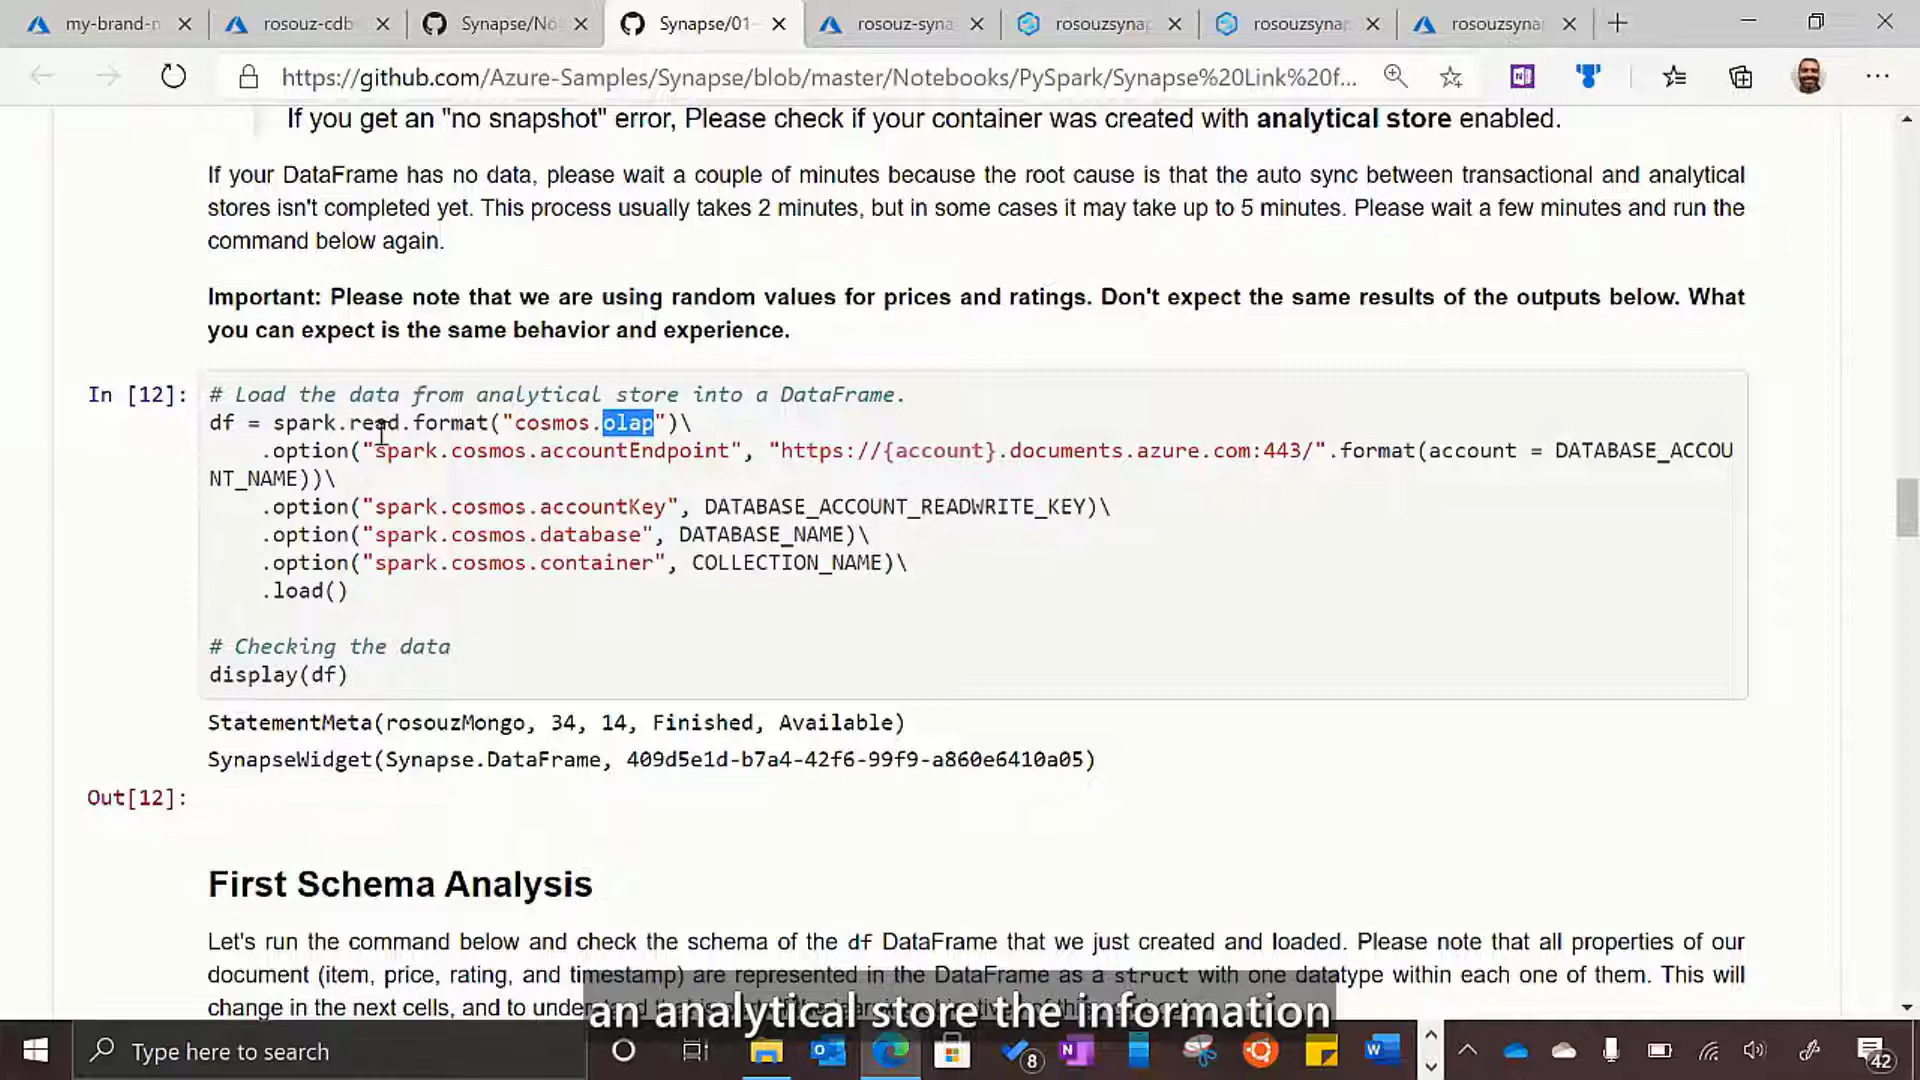 my-brand-n
rosouz-cdb
Synapse/No
Synapse/01-
rosouz-syna
rosouzsynap
rosouzsynap
rosouzsynap
https://github.com/Azure-Samples/Synapse/blob/master/Notebooks/PySpark/Synapse%20Link%20f...
If you get an "no snapshot" error, Please check if your container was created with analytical store enabled.
If your DataFrame has no data, please wait a couple of minutes because the root cause is that the auto sync between transactional and analytical
stores isn't completed yet. This process usually takes 2 minutes, but in some cases it may take up to 5 minutes. Please wait a few minutes and run the
command below again.
Important: Please note that we are using random values for prices and ratings. Don't expect the same results of the outputs below. What
you can expect is the same behavior and experience.
In [12]:
# Load the data from analytical store into a DataFrame.
df = spark.read.format("cosmos.olap")\
.option("spark.cosmos.accountEndpoint", "https://{account}.documents.azure.com:443/".format(account = DATABASE_ACCOU
NT_NAME))\
.option("spark.cosmos.accountKey", DATABASE_ACCOUNT_READWRITE_KEY)\
.option("spark.cosmos.database", DATABASE_NAME)\
.option("spark.cosmos.container", COLLECTION_NAME)\
.load()
# Checking the data
display(df)
StatementMeta(rosouzMongo, 34, 14, Finished, Available)
SynapseWidget(Synapse.DataFrame, 409d5e1d-b7a4-42f6-99f9-a860e6410a05)
Out[12]:
First Schema Analysis
Let's run the command below and check the schema of the df DataFrame that we just created and loaded. Please note that all properties of our
document (item, price, rating, and timestamp) are represented in the DataFrame as a struct with one datatype within each one of them. This will
change in the next cells, and to under
an analytical store the information
Type here to search
8
42